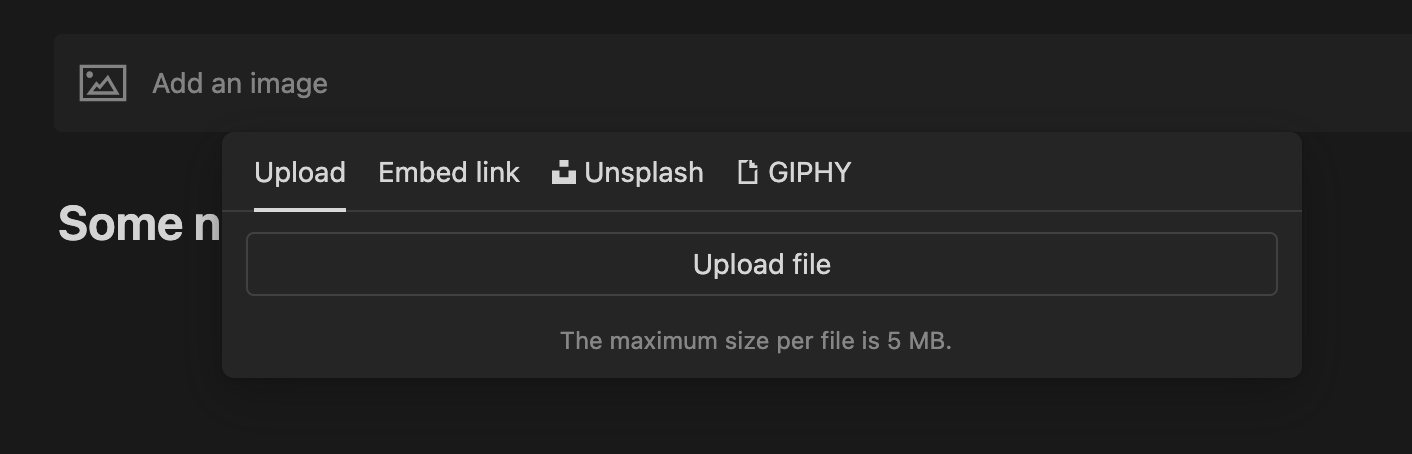 Add an image
Upload Embed link Unsplash GIPHY
Some n
Upload file
The maximum size per file is 5 MB.